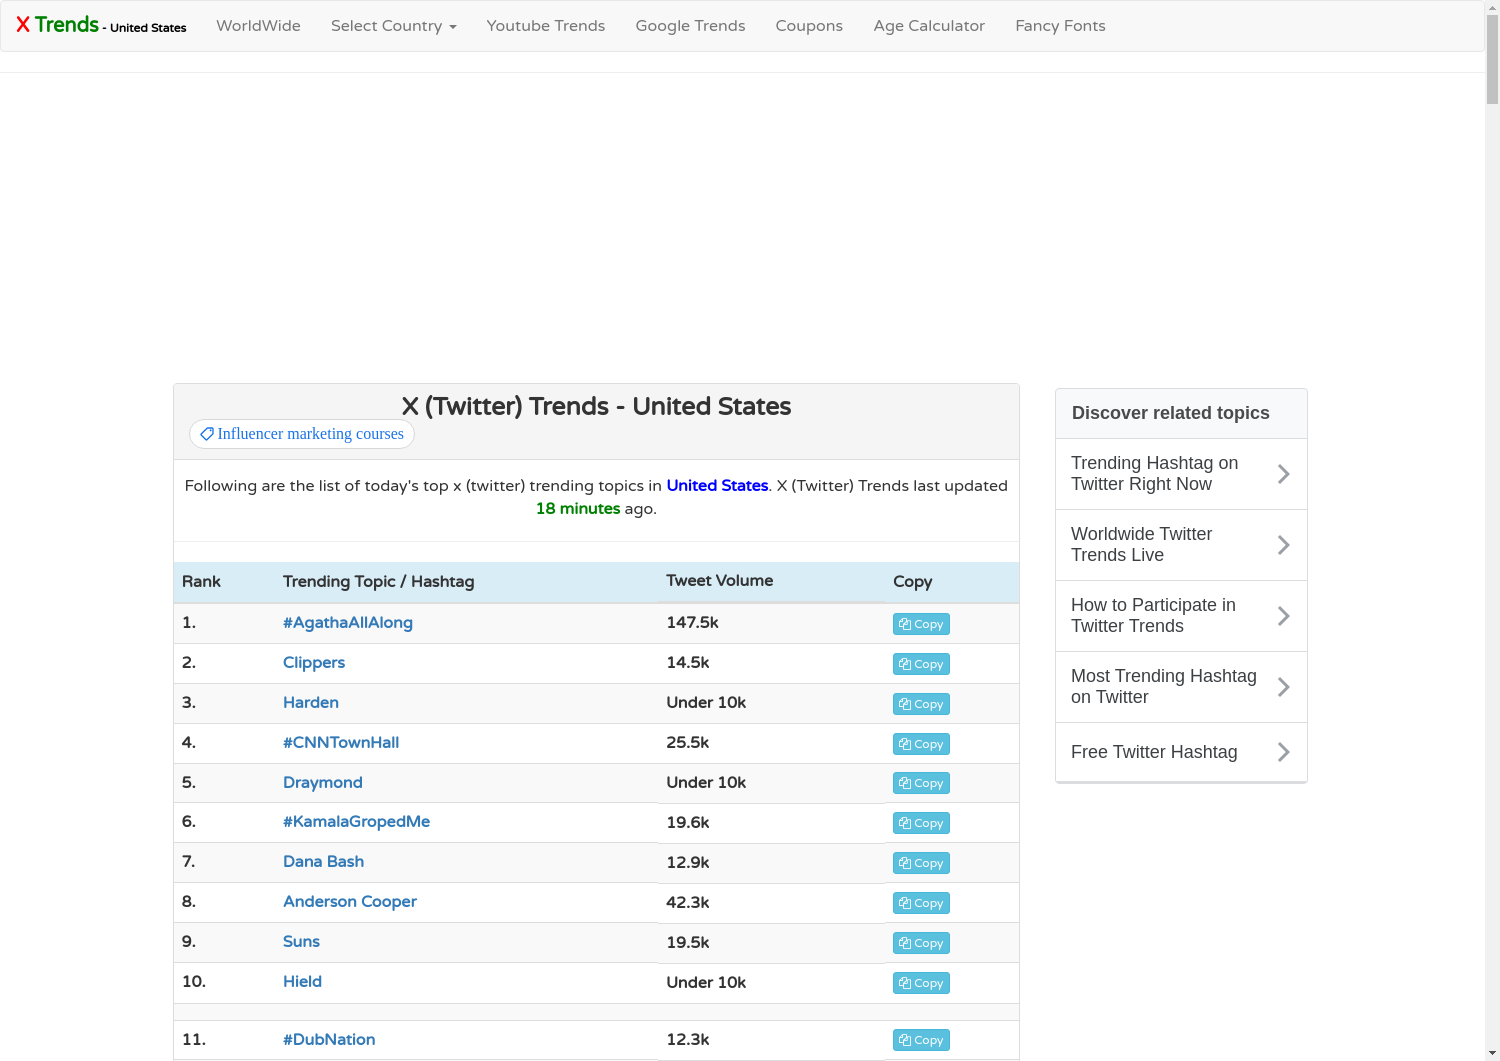 X Trends - United States WorldWide Select Country Youtube Trends Google Trends Coupons Age Calculator Fancy Fonts
X (Twitter) Trends - United States
Influencer marketing courses
Following are the list of today's top x (twitter) trending topics in United States. X (Twitter) Trends last updated
18 minutes ago.
Rank Trending Topic / Hashtag Tweet Volume Copy
1. #AgathaAllAlong 147.5k Copy
2. Clippers 14.5k Copy
3. Harden Under 10k Copy
4. #CNNTownHall 25.5k Copy
5. Draymond Under 10k Copy
6. #KamalaGropedMe 19.6k Copy
7. Dana Bash 12.9k Copy
8. Anderson Cooper 42.3k Copy
9. Suns 19.5k Copy
10. Hield Under 10k Copy
11. #DubNation 12.3k Copy
Discover related topics
Trending Hashtag on
Twitter Right Now
Worldwide Twitter
Trends Live
How to Participate in
Twitter Trends
Most Trending Hashtag
on Twitter
Free Twitter Hashtag